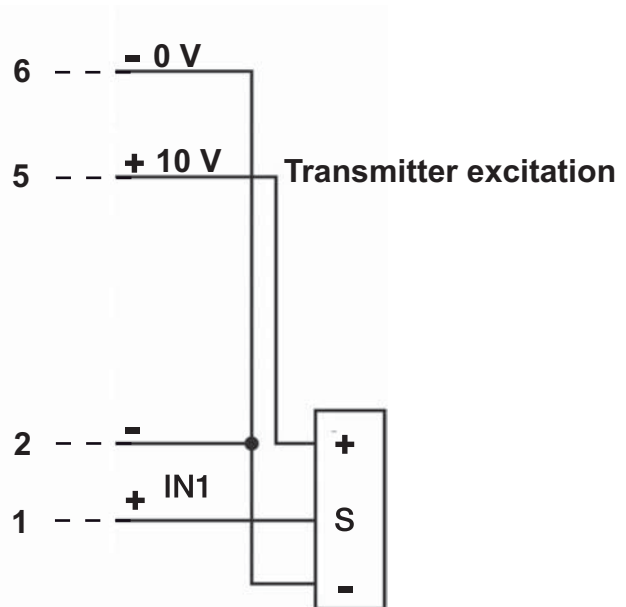 6 - - - 0 V
5 - - + 10 V Transmitter excitation
2 - - - +
+ IN1
1 - - S
-